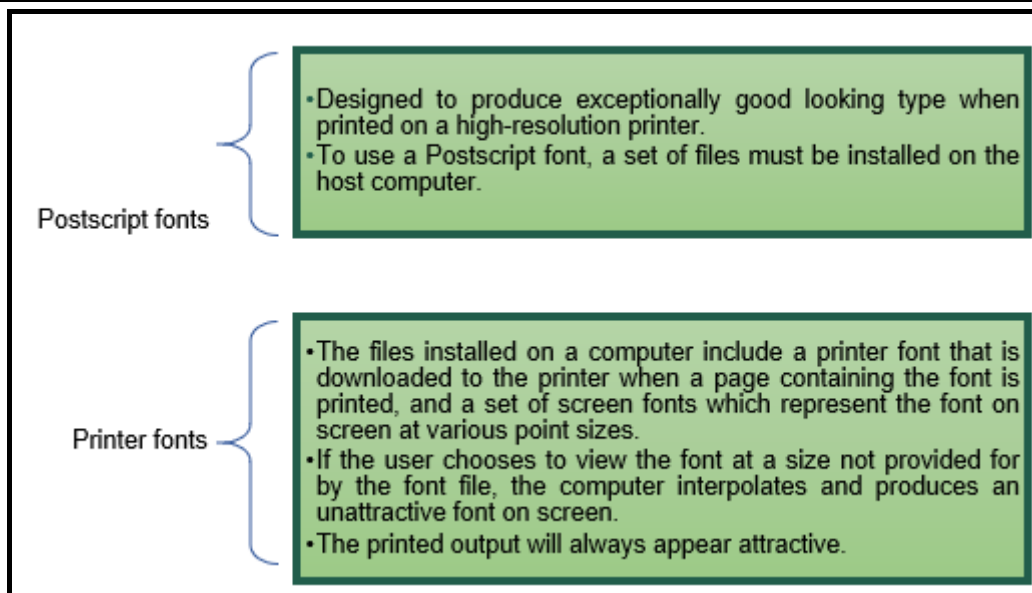 •Designed to produce exceptionally good looking type when
printed on a high-resolution printer.
•To use a Postscript font, a set of files must be installed on the
host computer.
Postscript fonts
•The files installed on a computer include a printer font that is
downloaded to the printer when a page containing the font is
printed, and a set of screen fonts which represent the font on
screen at various point sizes.
•If the user chooses to view the font at a size not provided for
by the font file, the computer interpolates and produces an
unattractive font on screen.
•The printed output will always appear attractive.
Printer fonts